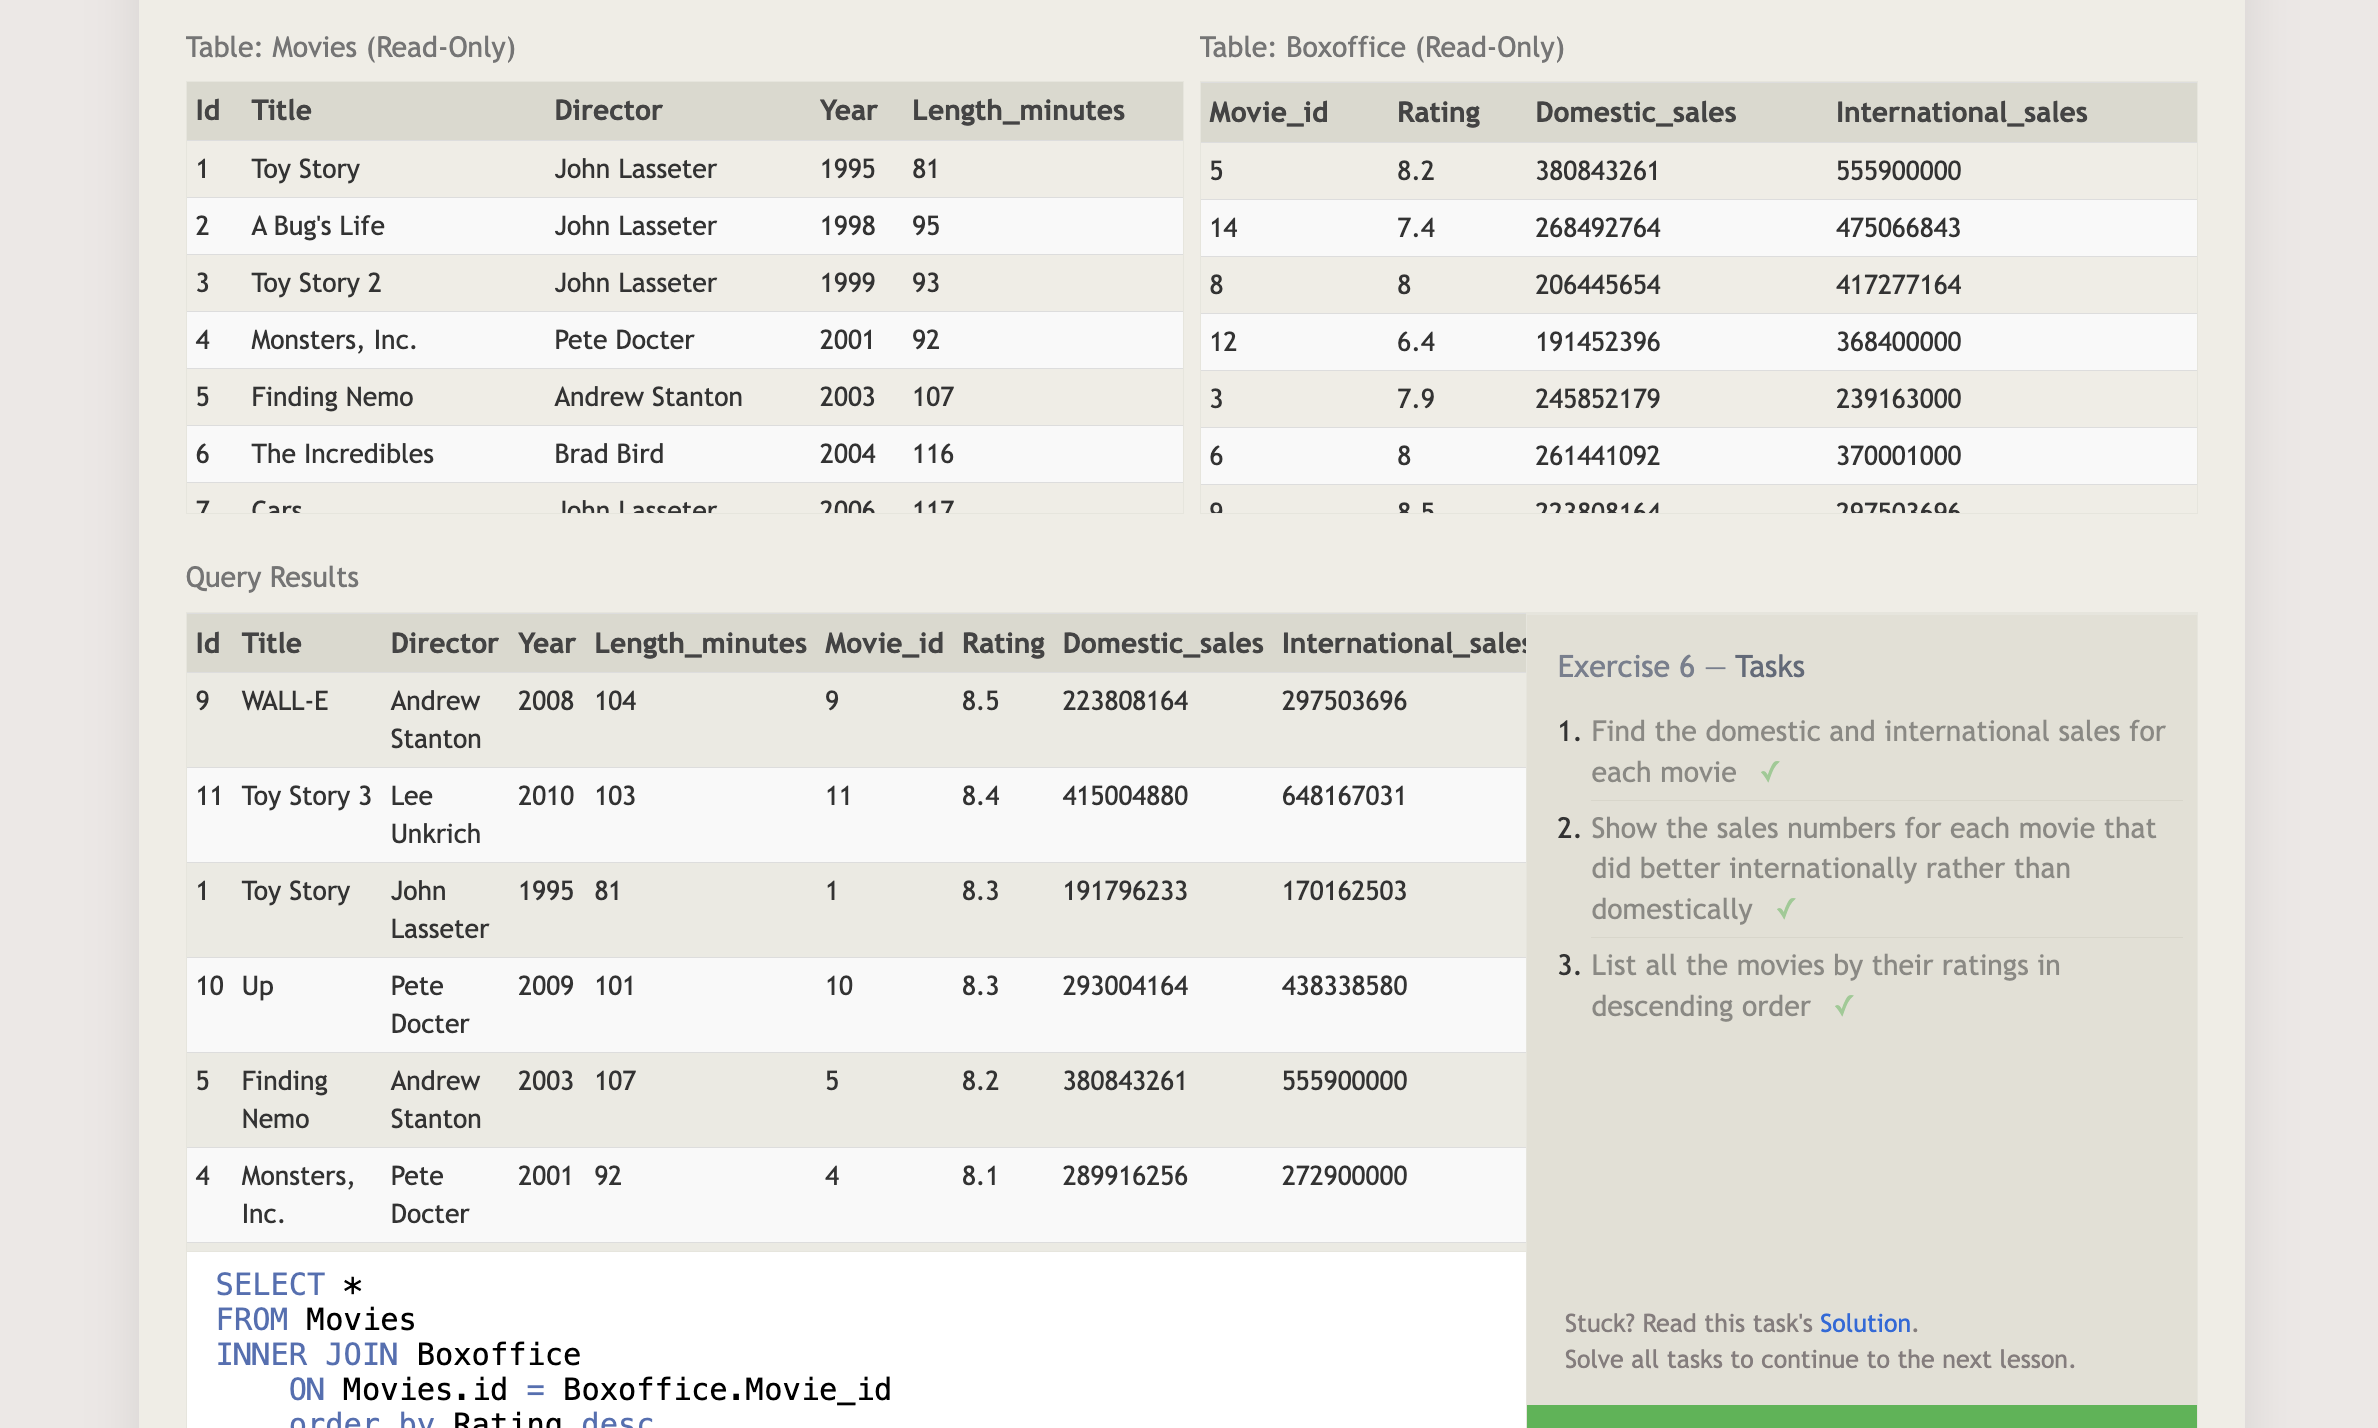 Table: Movies (Read-Only)
Id Title Director Year Length_minutes
1 Toy Story John Lasseter 1995 81
2 A Bug's Life John Lasseter 1998 95
3 Toy Story 2 John Lasseter 1999 93
4 Monsters, Inc. Pete Docter 2001 92
5 Finding Nemo Andrew Stanton 2003 107
6 The Incredibles Brad Bird 2004 116
7 Cars John Lasseter 2006 117
Table: Boxoffice (Read-Only)
Movie_id Rating Domestic_sales International_sales
5 8.2 380843261 555900000
14 7.4 268492764 475066843
8 8 206445654 417277164
12 6.4 191452396 368400000
3 7.9 245852179 239163000
6 8 261441092 370001000
9 8.5 223808164 297503696
Query Results
Id Title Director Year Length_minutes Movie_id Rating Domestic_sales International_sales
9 WALL-E Andrew 2008 104 9 8.5 223808164 297503696
Stanton
11 Toy Story 3 Lee 2010 103 11 8.4 415004880 648167031
Unkrich
1 Toy Story John 1995 81 1 8.3 191796233 170162503
Lasseter
10 Up Pete 2009 101 10 8.3 293004164 438338580
Docter
5 Finding Andrew 2003 107 5 8.2 380843261 555900000
Nemo Stanton
4 Monsters, Pete 2001 92 4 8.1 289916256 272900000
Inc. Docter
SELECT *
FROM Movies
INNER JOIN Boxoffice
ON Movies.id = Boxoffice.Movie_id
order by Rating desc
Exercise 6 — Tasks
1. Find the domestic and international sales for
each movie ✓
2. Show the sales numbers for each movie that
did better internationally rather than
domestically ✓
3. List all the movies by their ratings in
descending order ✓
Stuck? Read this task's Solution.
Solve all tasks to continue to the next lesson.